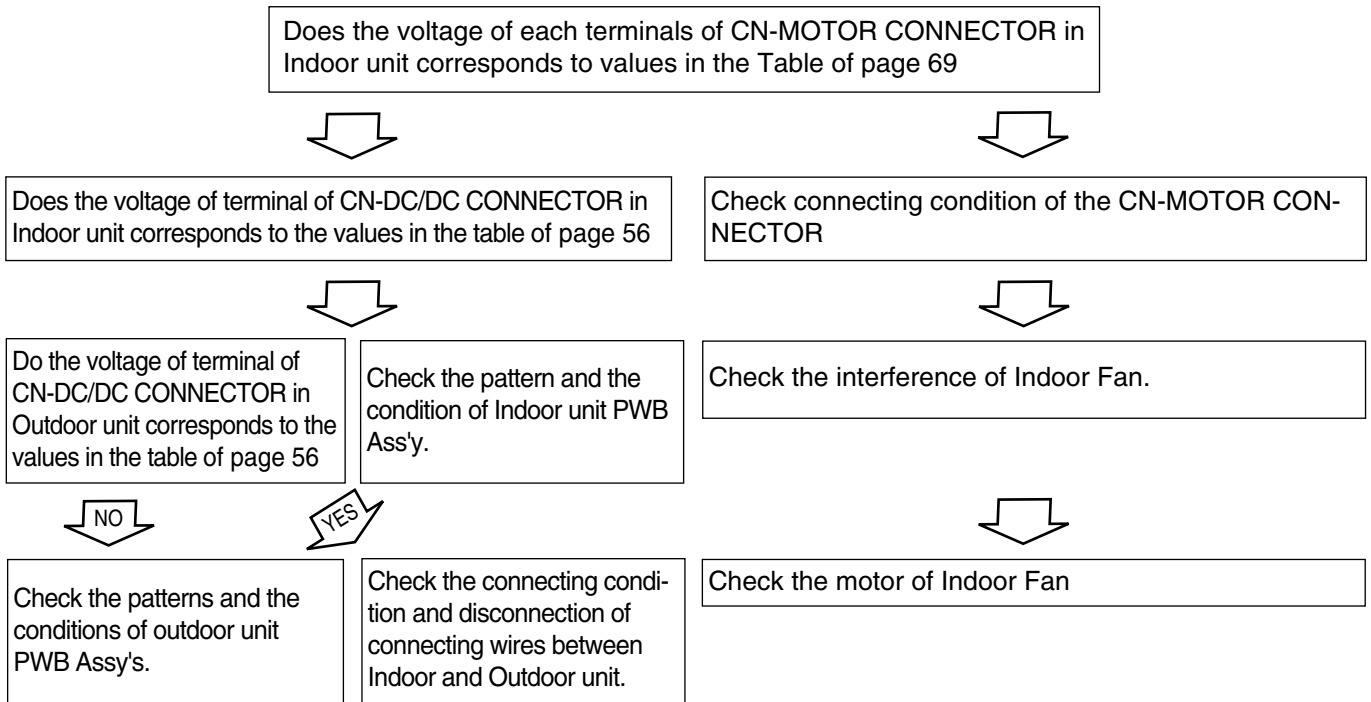 Does the voltage of each terminals of CN-MOTOR CONNECTOR in
Indoor unit corresponds to values in the Table of page 69
Does the voltage of terminal of CN-DC/DC CONNECTOR in
Indoor unit corresponds to the values in the table of page 56
Check connecting condition of the CN-MOTOR CON-
NECTOR
Do the voltage of terminal of
CN-DC/DC CONNECTOR in
Outdoor unit corresponds to the
values in the table of page 56
Check the pattern and the
condition of Indoor unit PWB
Ass'y.
Check the interference of Indoor Fan.
NO
YES
Check the patterns and the
conditions of outdoor unit
PWB Assy's.
Check the connecting condi-
tion and disconnection of
connecting wires between
Indoor and Outdoor unit.
Check the motor of Indoor Fan